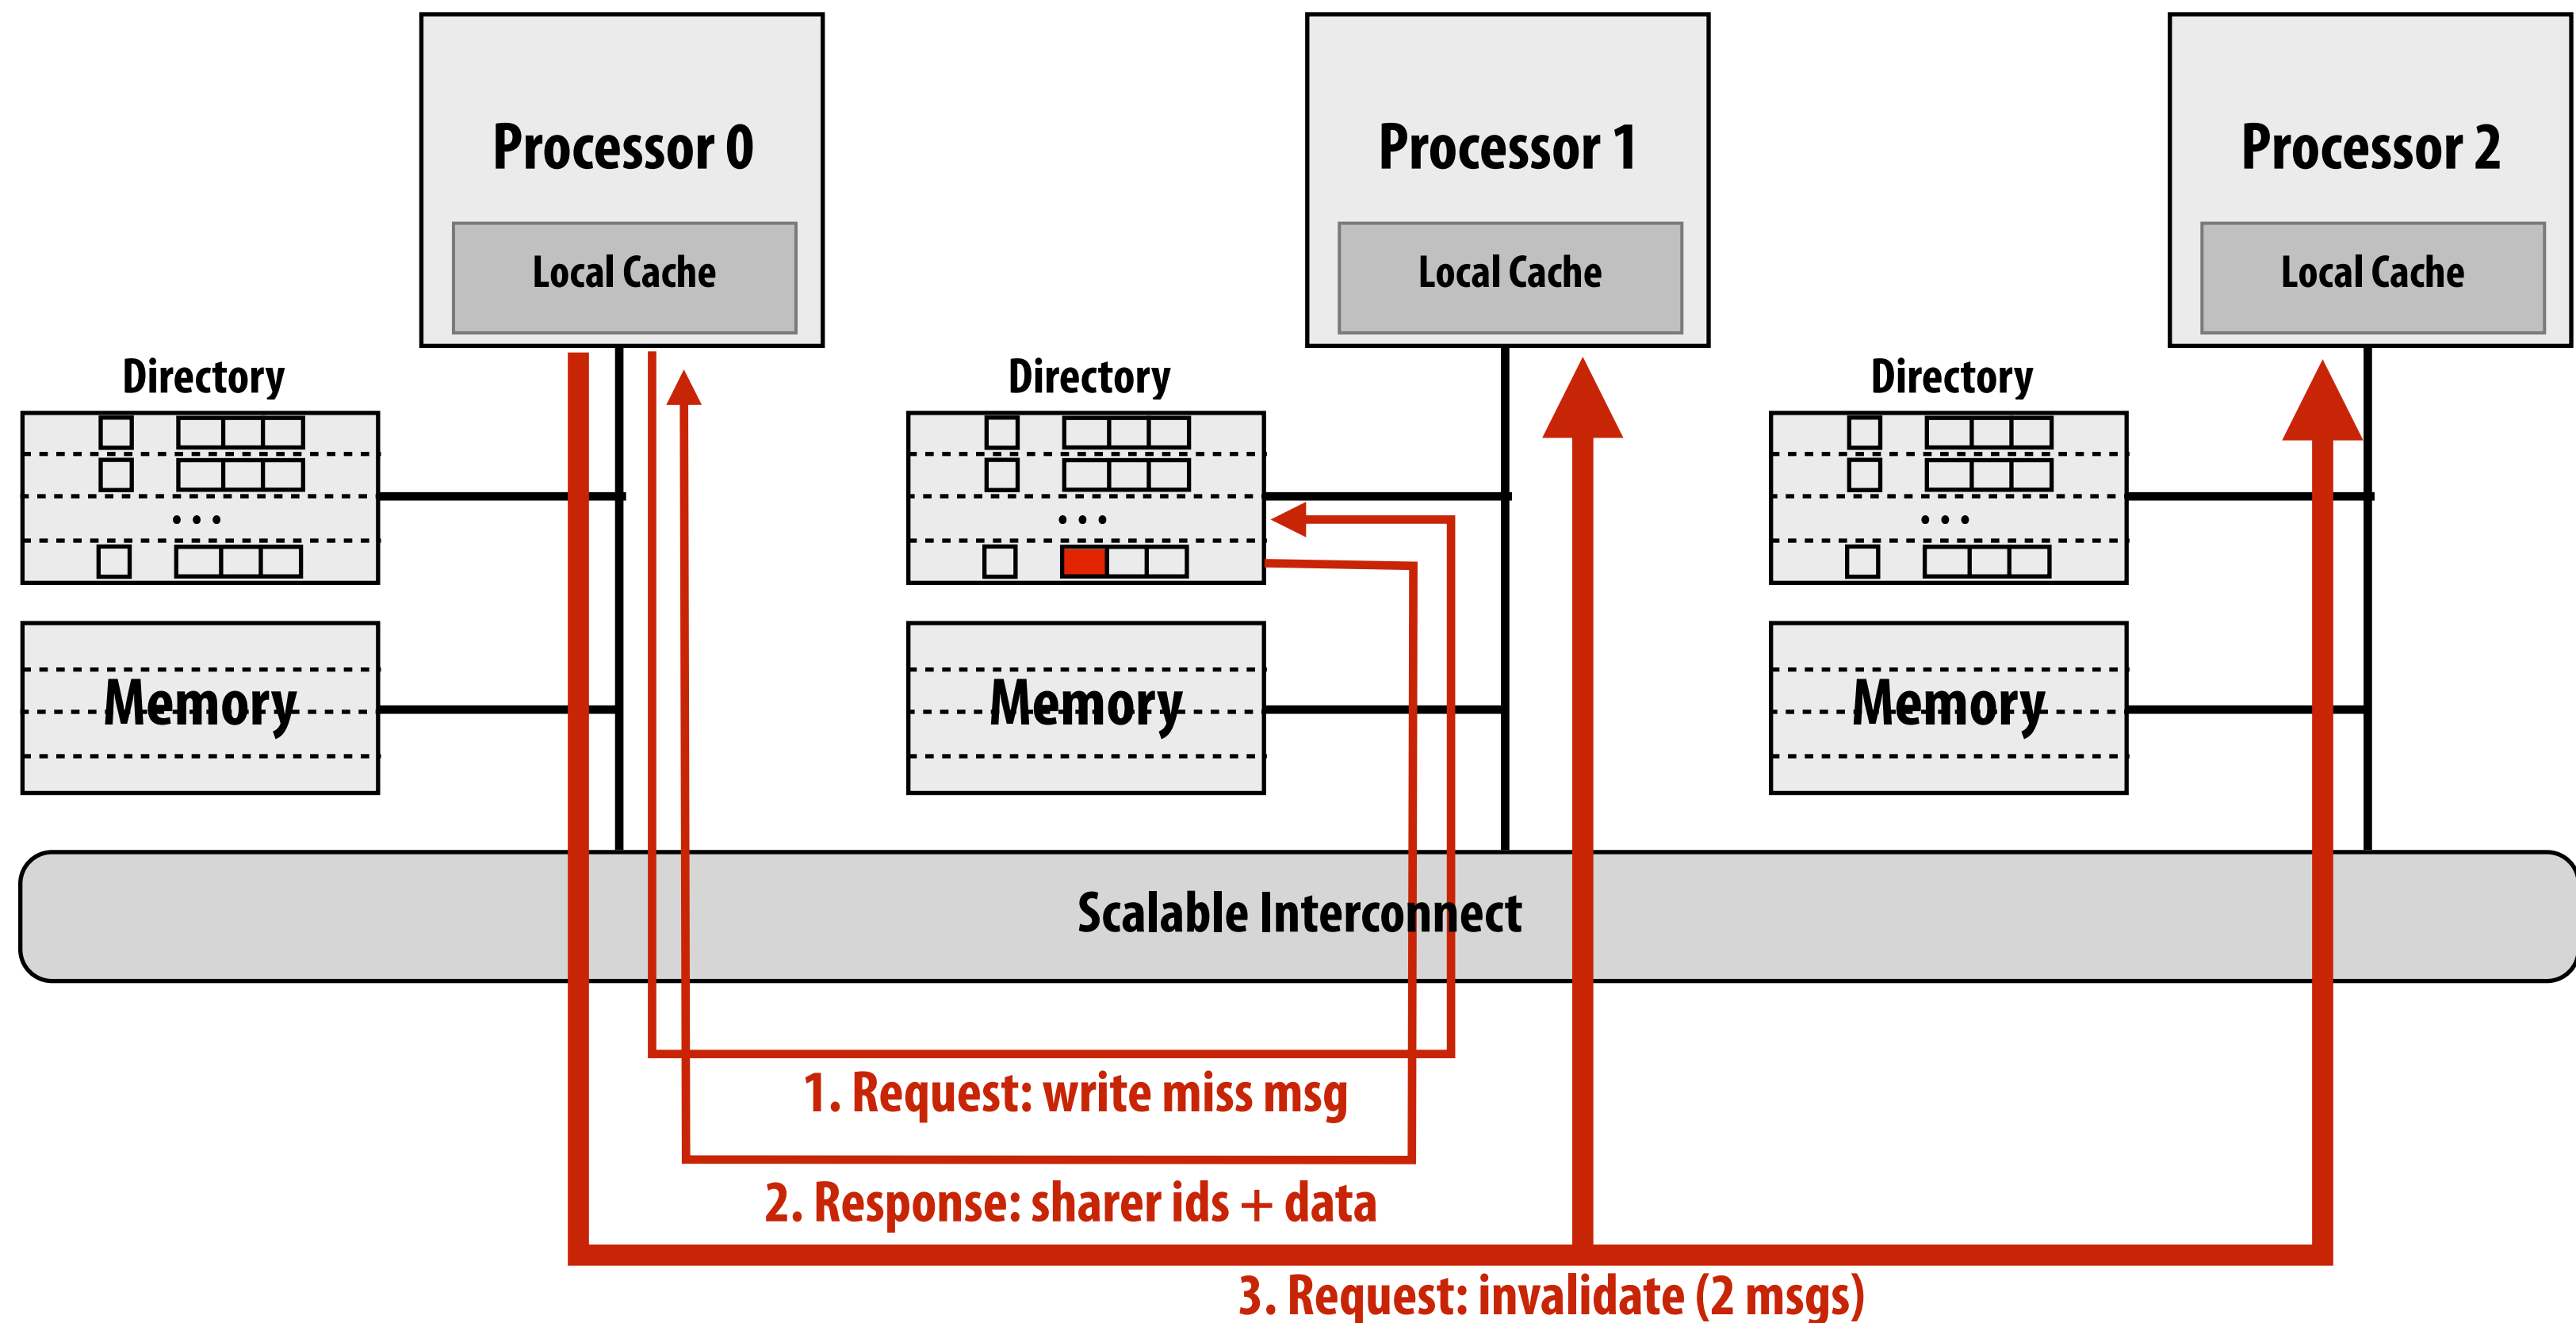 Processor 0
Processor 1
Processor 2
Local Cache
Local Cache
Local Cache
Directory
Directory
Directory
• • •
• • •
• • •
Memory
Memory
Memory
Scalable Interconnect
1. Request: write miss msg
2. Response: sharer ids + data
3. Request: invalidate (2 msgs)